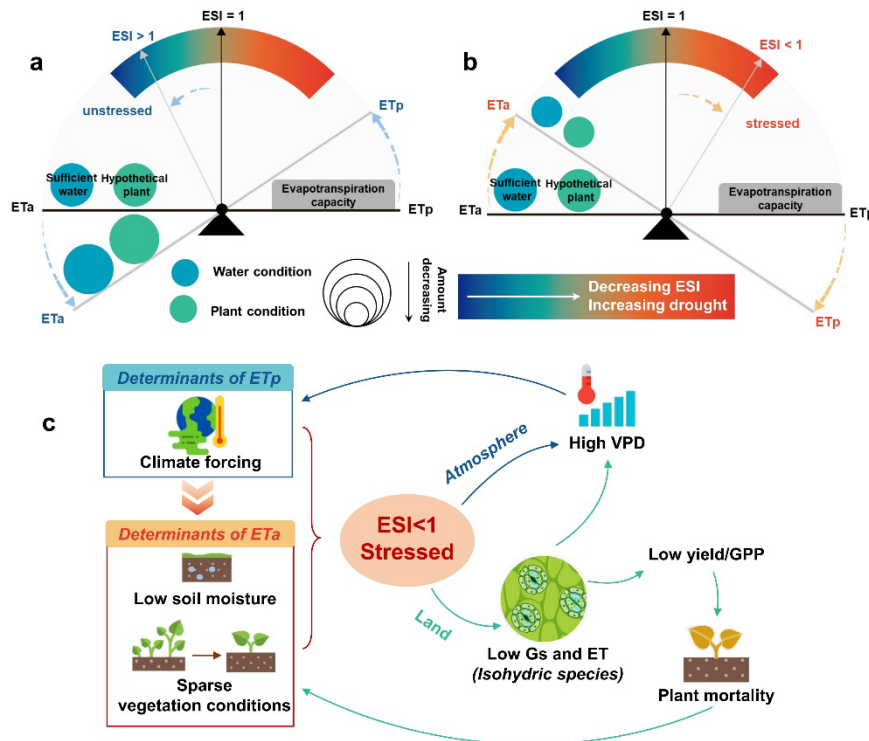 a
ESI > 1
ESI = 1
unstressed
ETp
Sufficient
water
Hypothetical
plant
Evapotranspiration
capacity
ETa
ETp
ETa
b
ESI = 1
ESI < 1
ETa
stressed
Sufficient
water
Hypothetical
plant
Evapotranspiration
capacity
ETa
ETp
ETp
Water condition
Plant condition
Amount
decreasing
Decreasing ESI
Increasing drought
c
Determinants of ETp
Climate forcing
Determinants of ETa
Low soil moisture
Sparse
vegetation conditions
ESI<1
Stressed
Atmosphere
High VPD
Land
Low Gs and ET
(Isohydric species)
Low yield/GPP
Plant mortality